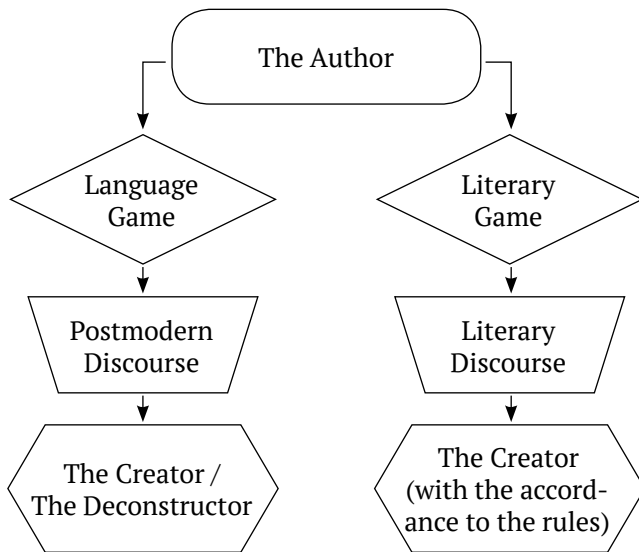 The Author
Language
Game
Literary
Game
Postmodern
Discourse
Literary
Discourse
The Creator /
The Deconstructor
The Creator
(with the accord-
ance to the rules)